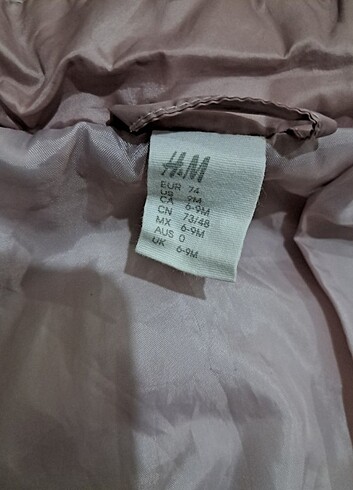 H&M
EUR 74
US 9M
CA 6-9M
CN 73/48
MX 6-9M
AUS 0
UK 6-9M